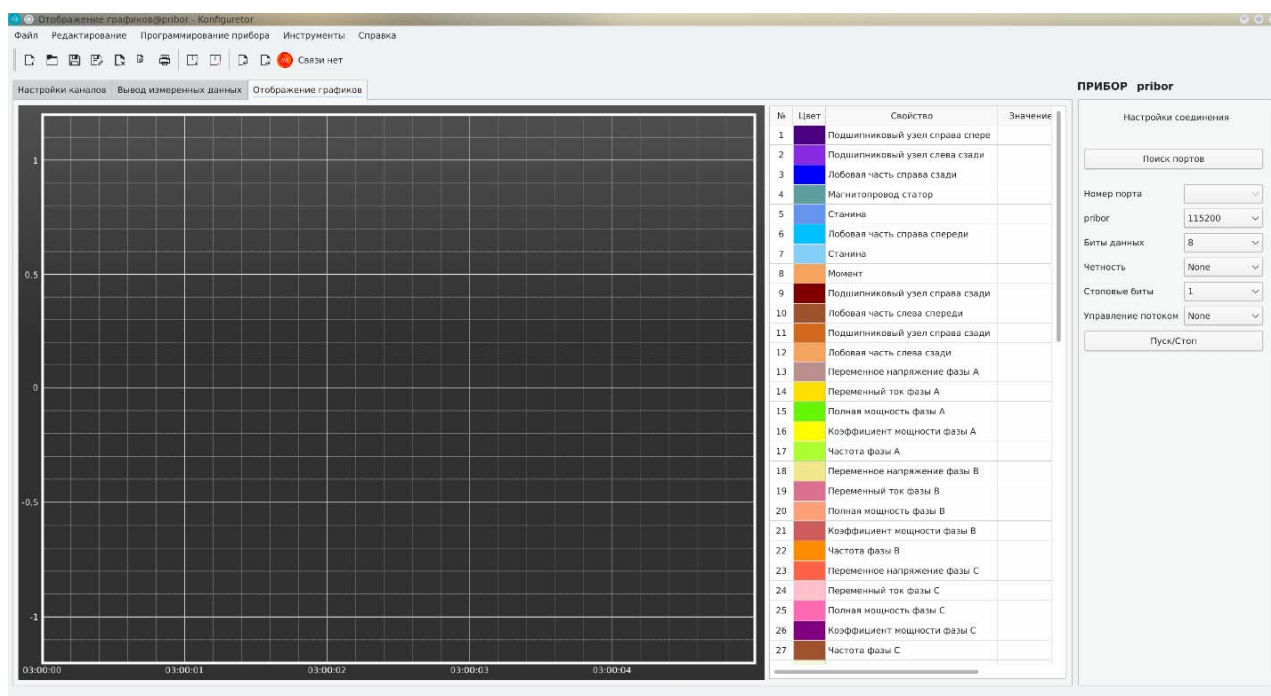 Отображение графиков@pribor - Konfiguretor
Файл Редактирование Программирование прибора Инструменты Справка
Связи нет
Настройки каналов Вывод измеренных данных Отображение графиков
ПРИБОР pribor
1
0,5
0
-0,5
-1
03:00:00 03:00:01 03:00:02 03:00:03 03:00:04
№ Цвет Свойство Значение
1 Подшипниковый узел справа спере
2 Подшипниковый узел слева сзади
3 Лобовая часть справа сзади
4 Магнитопровод статор
5 Станина
6 Лобовая часть справа спереди
7 Станина
8 Момент
9 Подшипниковый узел справа сзади
10 Лобовая часть слева спереди
11 Подшипниковый узел справа сзади
12 Лобовая часть слева сзади
13 Переменное напряжение фазы А
14 Переменный ток фазы А
15 Полная мощность фазы А
16 Коэффициент мощности фазы А
17 Частота фазы А
18 Переменное напряжение фазы В
19 Переменный ток фазы В
20 Полная мощность фазы В
21 Коэффициент мощности фазы В
22 Частота фазы В
23 Переменное напряжение фазы С
24 Переменный ток фазы С
25 Полная мощность фазы С
26 Коэффициент мощности фазы С
27 Частота фазы С
Настройки соединения
Поиск портов
Номер порта
pribor 115200
Биты данных 8
Четность None
Стоповые биты 1
Управление потоком None
Пуск/Стоп